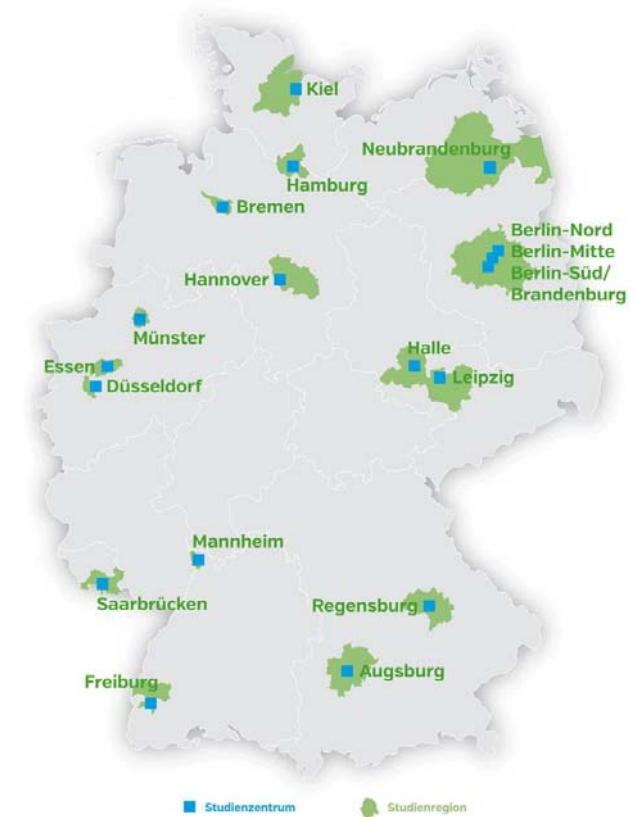 Kiel
Neubrandenburg
Hamburg
Bremen
Berlin-Nord
Berlin-Mitte
Berlin-Süd/
Brandenburg
Hannover
Münster
Halle
Essen
Leipzig
Düsseldorf
Mannheim
Saarbrücken
Regensburg
Augsburg
Freiburg
Studienzentrum
Studienregion